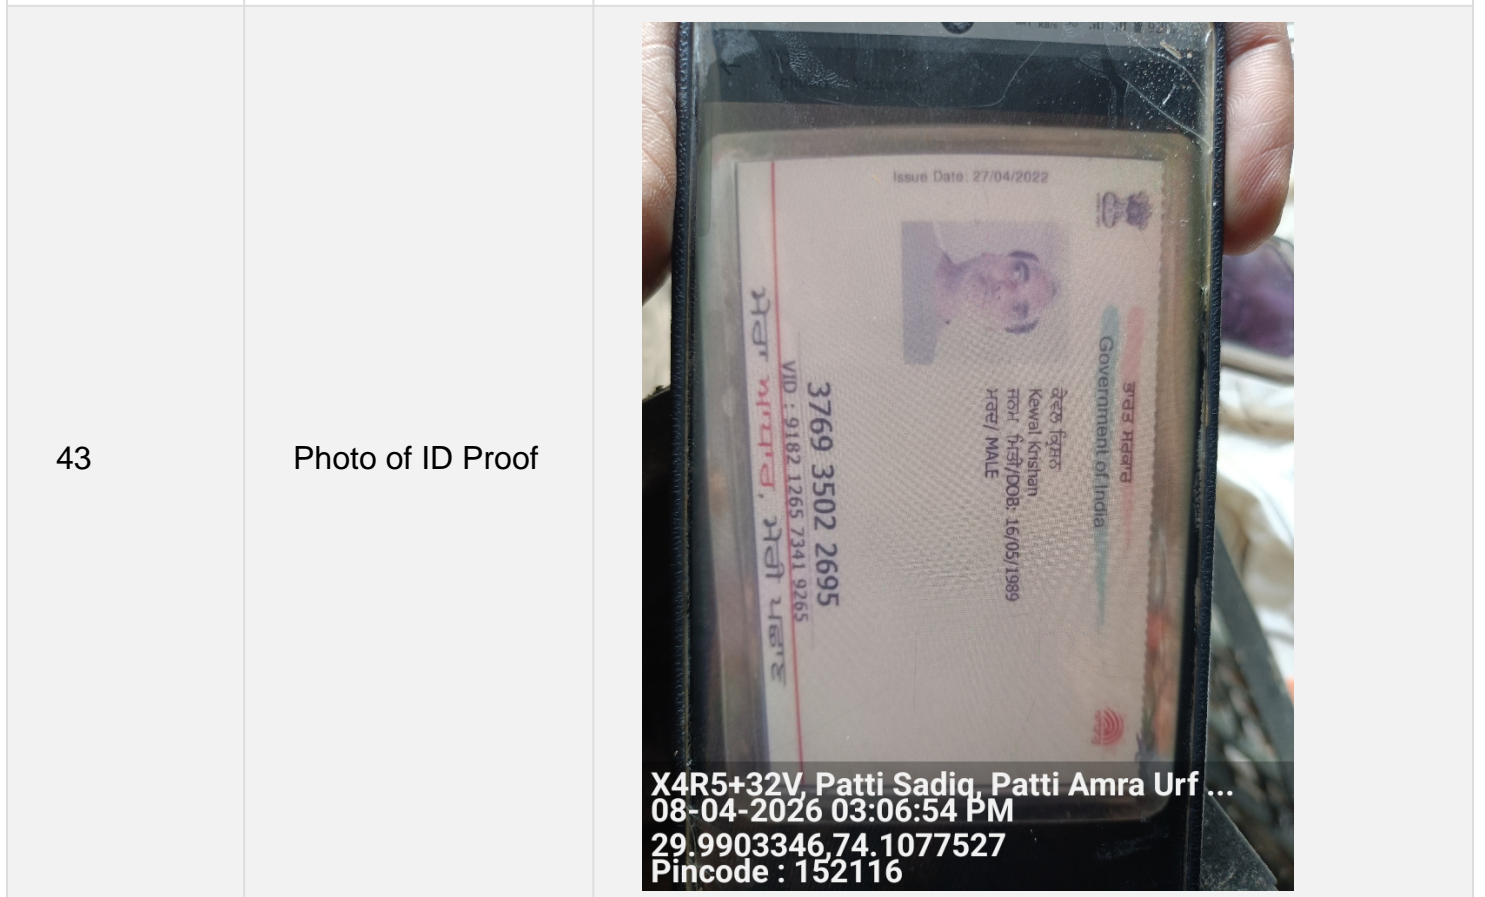 43
Photo of ID Proof
Issue Date: 27/04/2022
ਭਾਰਤ ਸਰਕਾਰ
Government of India
ਕੇਵਲ ਕ੍ਰਿਸ਼ਨ
Kewal Krishan
ਜਨਮ ਮਿਤੀ/DOB: 16/05/1989
ਮਰਦ/ MALE
3769 3502 2695
VID : 9182 1265 7341 9265
ਮੇਰਾ ਆਧਾਰ, ਮੇਰੀ ਪਛਾਣ
X4R5+32V, Patti Sadiq, Patti Amra Urf ...
08-04-2026 03:06:54 PM
29.9903346,74.1077527
Pincode : 152116